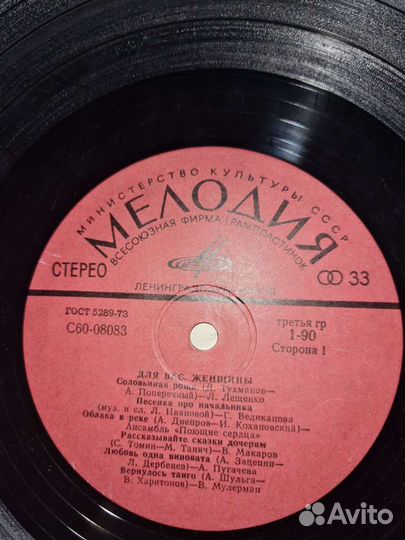 МИНИСТЕРСТВО КУЛЬТУРЫ СССР
МЕЛОДИЯ
ВСЕСОЮЗНАЯ ФИРМА ГРАМПЛАСТИНОК
СТЕРЕО
33
ГОСТ 5289-73
С60-08083
третья гр
1-90
Сторона 1
ДЛЯ ВАС, ЖЕНЩИНЫ
Соловьиная роща (Д. Тухманов—
А. Поперечный)—Л. Лещенко
Песенка про начальника
(муз. и сл. Л. Ивановой)—Г. Ведикапова
Облака в реке (А. Днепров—И. Кохановский)
Ансамбль «Поющие сердца»
Рассказывайте сказки дочерям
(С. Томин—М. Танич)—В. Макаров
Любовь одна виновата (А. Зацепин—
Л. Дербенев)—А. Пугачева
Вернулось танго (А. Шульга—
В. Харитонов)—В. Мулерман
Avito